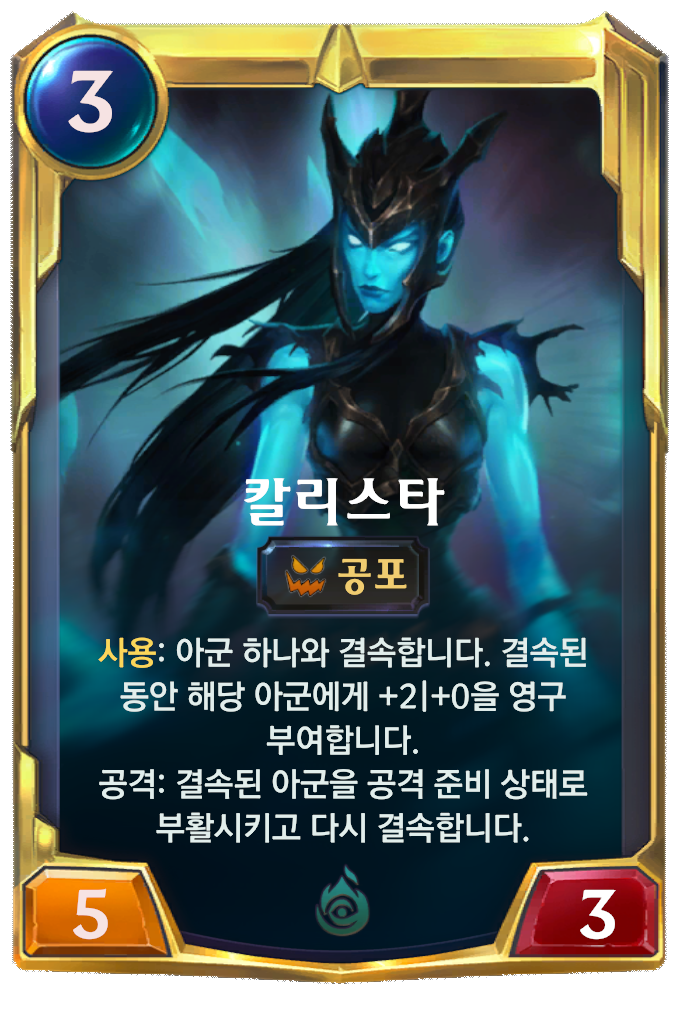 3
칼리스타
공포
사용: 아군 하나와 결속합니다. 결속된
동안 해당 아군에게 +2|+0을 영구
부여합니다.
공격: 결속된 아군을 공격 준비 상태로
부활시키고 다시 결속합니다.
5
3